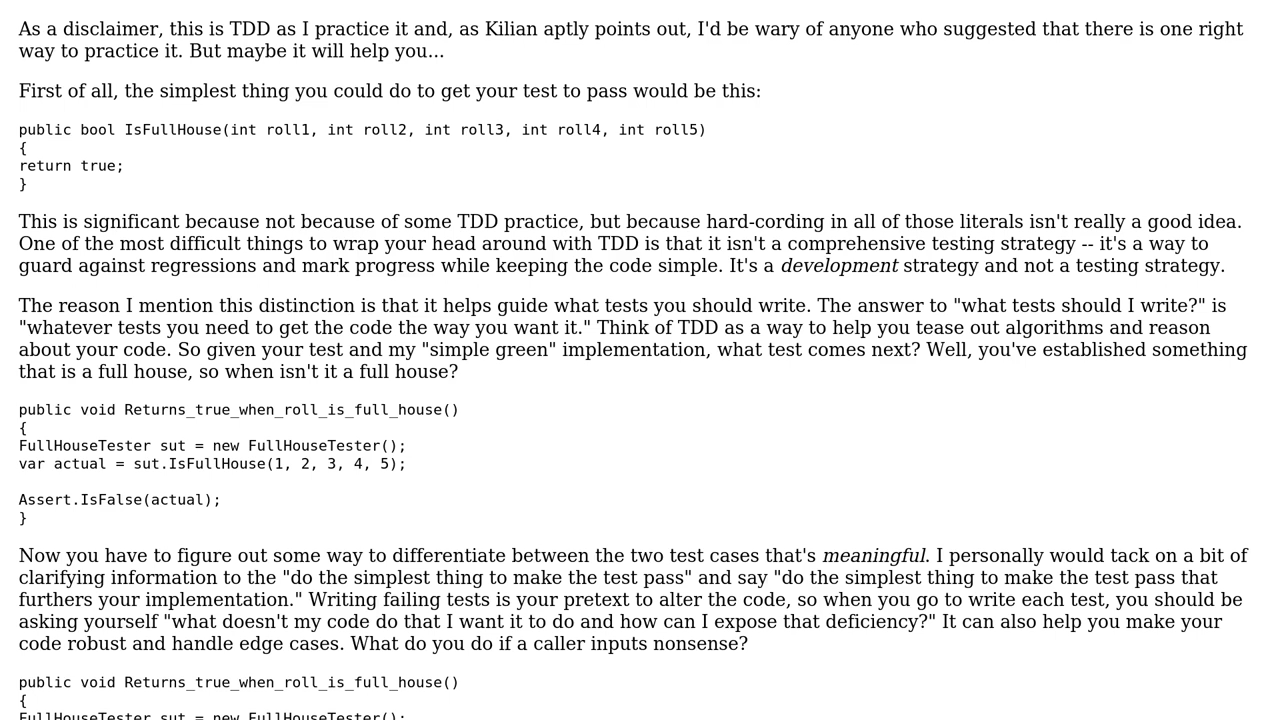 As a disclaimer, this is TDD as I practice it and, as Kilian aptly points out, I'd be wary of anyone who suggested that there is one right
way to practice it. But maybe it will help you...
First of all, the simplest thing you could do to get your test to pass would be this:
public bool IsFullHouse(int roll1, int roll2, int roll3, int roll4, int roll5)
{
return true;
}
This is significant because not because of some TDD practice, but because hard-cording in all of those literals isn't really a good idea.
One of the most difficult things to wrap your head around with TDD is that it isn't a comprehensive testing strategy -- it's a way to
guard against regressions and mark progress while keeping the code simple. It's a development strategy and not a testing strategy.
The reason I mention this distinction is that it helps guide what tests you should write. The answer to "what tests should I write?" is
"whatever tests you need to get the code the way you want it." Think of TDD as a way to help you tease out algorithms and reason
about your code. So given your test and my "simple green" implementation, what test comes next? Well, you've established something
that is a full house, so when isn't it a full house?
public void Returns_true_when_roll_is_full_house()
{
FullHouseTester sut = new FullHouseTester();
var actual = sut.IsFullHouse(1, 2, 3, 4, 5);
Assert.IsFalse(actual);
}
Now you have to figure out some way to differentiate between the two test cases that's meaningful. I personally would tack on a bit of
clarifying information to the "do the simplest thing to make the test pass" and say "do the simplest thing to make the test pass that
furthers your implementation." Writing failing tests is your pretext to alter the code, so when you go to write each test, you should be
asking yourself "what doesn't my code do that I want it to do and how can I expose that deficiency?" It can also help you make your
code robust and handle edge cases. What do you do if a caller inputs nonsense?
public void Returns_true_when_roll_is_full_house()
{
FullHouseTester sut = new FullHouseTester();